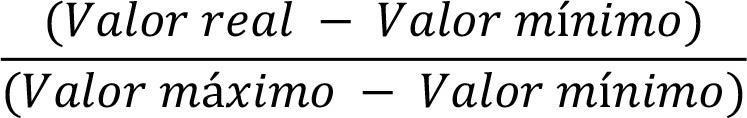 (Valor real − Valor mínimo)
(Valor máximo − Valor mínimo)